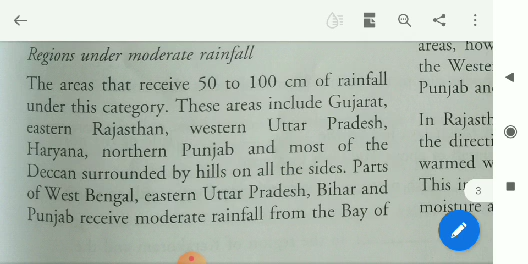 Regions under moderate rainfall
The areas that receive 50 to 100 cm of rainfall
under this category. These areas include Gujarat,
eastern Rajasthan, western Uttar Pradesh,
Haryana, northern Punjab and most of the
Deccan surrounded by hills on all the sides. Parts
of West Bengal, eastern Uttar Pradesh, Bihar and
Punjab receive moderate rainfall from the Bay of
areas, how
the Weste
Punjab an
In Rajasth
the directi
warmed w
This i
moisture a
3